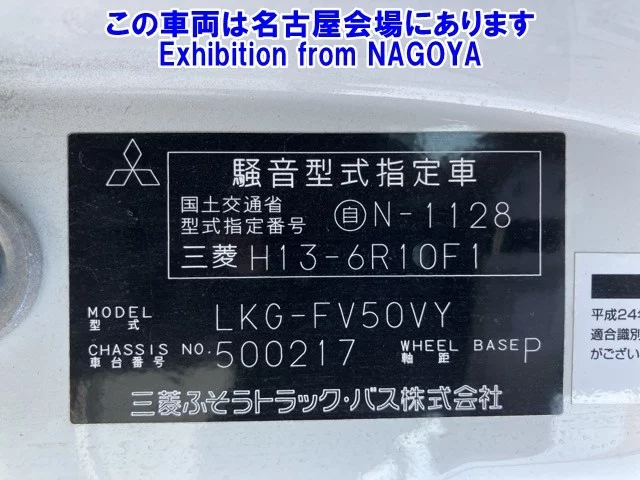 この車両は名古屋会場にあります
Exhibition from NAGOYA
騒音型式指定車
国土交通省
型式指定番号 自N-1128
三菱 H13-6R10F1
MODEL
型式 LKG-FV50VY
CHASSIS NO.
車台番号 500217 WHEEL BASE
軸距 P
三菱ふそうトラック・バス株式会社
平成24年
適合識別
がござい